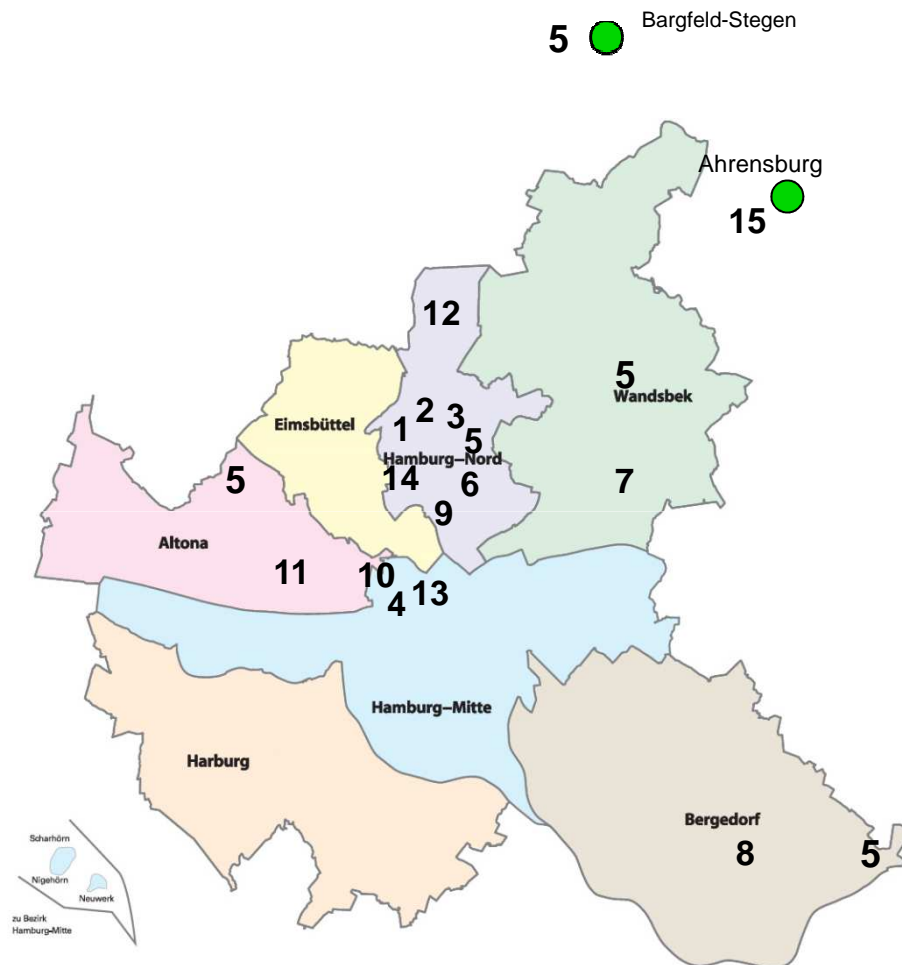 Bargfeld-Stegen
5
Ahrensburg
15
12
5
Wandsbek
2
3
Eimsbüttel
1
5
Hamburg–Nord
5
14
6
7
9
Altona
11
10
4
13
Hamburg–Mitte
Harburg
Bergedorf
8
5
Scharhörn
Nigehörn
Neuwerk
zu Bezirk
Hamburg-Mitte